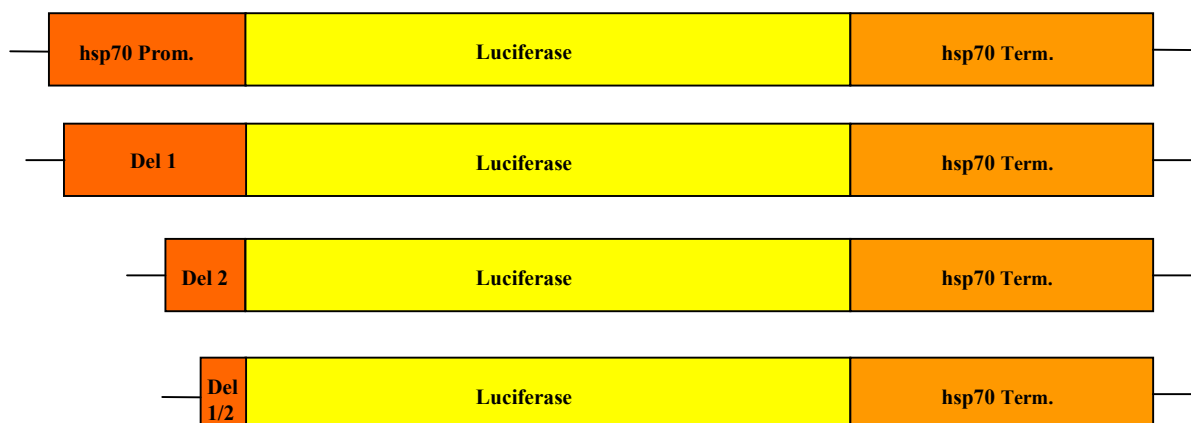 hsp70 Prom. Luciferase hsp70 Term.
Del 1 Luciferase hsp70 Term.
Del 2 Luciferase hsp70 Term.
Del
1/2 Luciferase hsp70 Term.